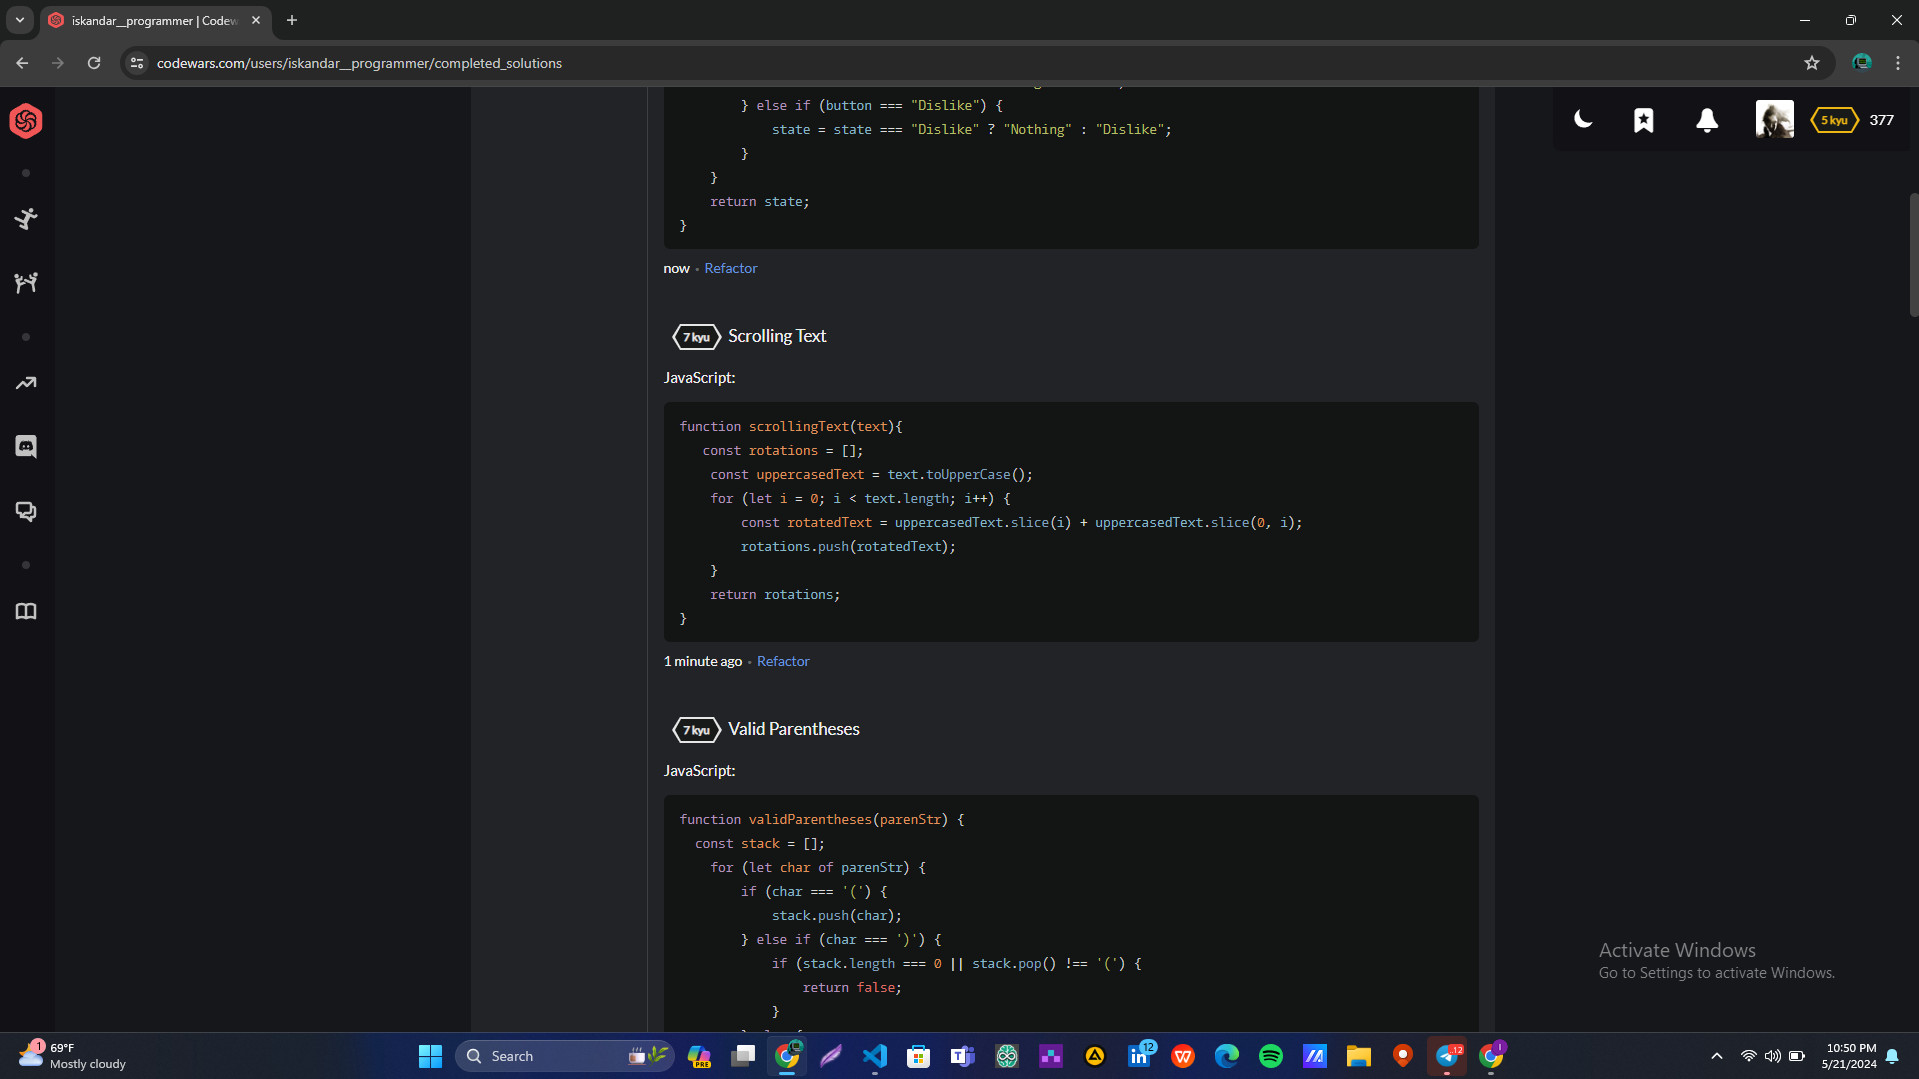 iskandar__programmer | Codew
codewars.com/users/iskandar__programmer/completed_solutions
5 kyu
377
} else if (button === "Dislike") {
state = state === "Dislike" ? "Nothing" : "Dislike";
}
}
return state;
}
now • Refactor
7 kyu Scrolling Text
JavaScript:
function scrollingText(text){
const rotations = [];
const uppercasedText = text.toUpperCase();
for (let i = 0; i < text.length; i++) {
const rotatedText = uppercasedText.slice(i) + uppercasedText.slice(0, i);
rotations.push(rotatedText);
}
return rotations;
}
1 minute ago • Refactor
7 kyu Valid Parentheses
JavaScript:
function validParentheses(parenStr) {
const stack = [];
for (let char of parenStr) {
if (char === '(') {
stack.push(char);
} else if (char === ')') {
if (stack.length === 0 || stack.pop() !== '(') {
return false;
}
Activate Windows
Go to Settings to activate Windows.
1
69°F
Mostly cloudy
Search
PRE
12
12
1
10:50 PM
5/21/2024